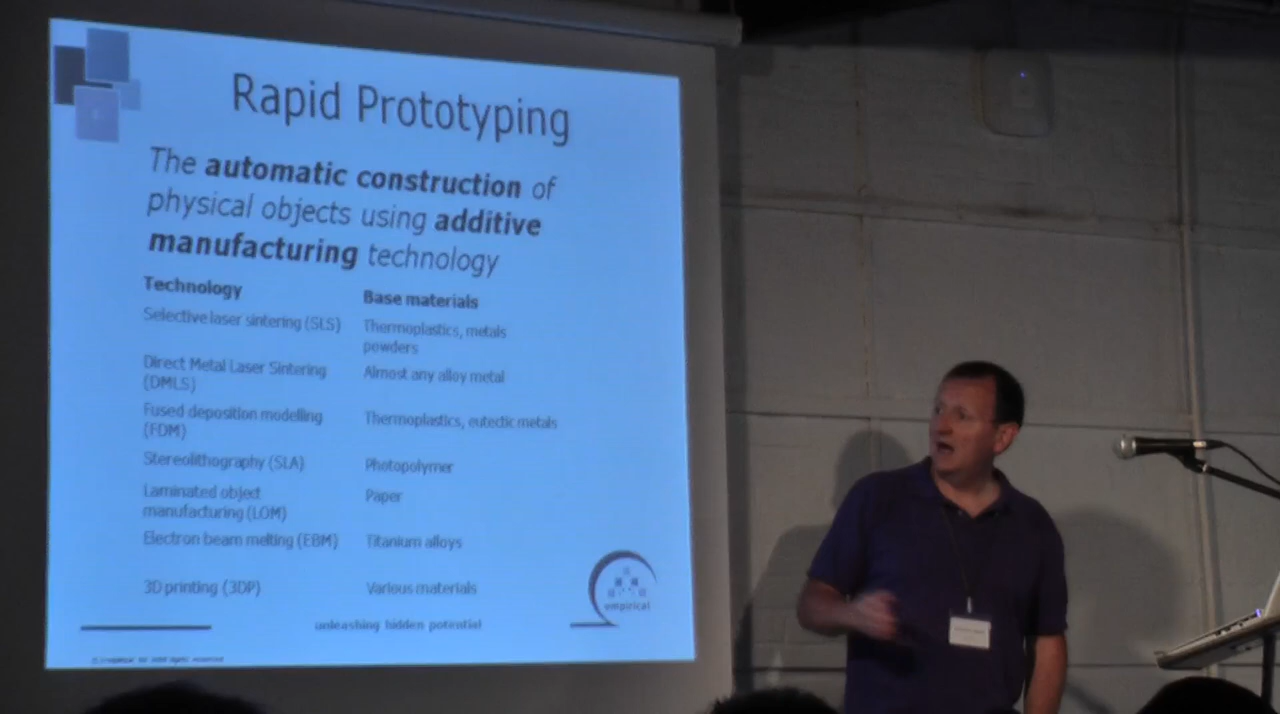 Rapid Prototyping
The automatic construction of
physical objects using additive
manufacturing technology
Technology Base materials
Selective laser sintering (SLS) Thermoplastics, metals
powders
Direct Metal Laser Sintering Almost any alloy metal
(DMLS)
Fused deposition modelling Thermoplastics, eutectic metals
(FDM)
Stereolithography (SLA) Photopolymer
Laminated object Paper
manufacturing (LOM)
Electron beam melting (EBM) Titanium alloys
3D printing (3DP) Various materials
empirical
unleashing hidden potential